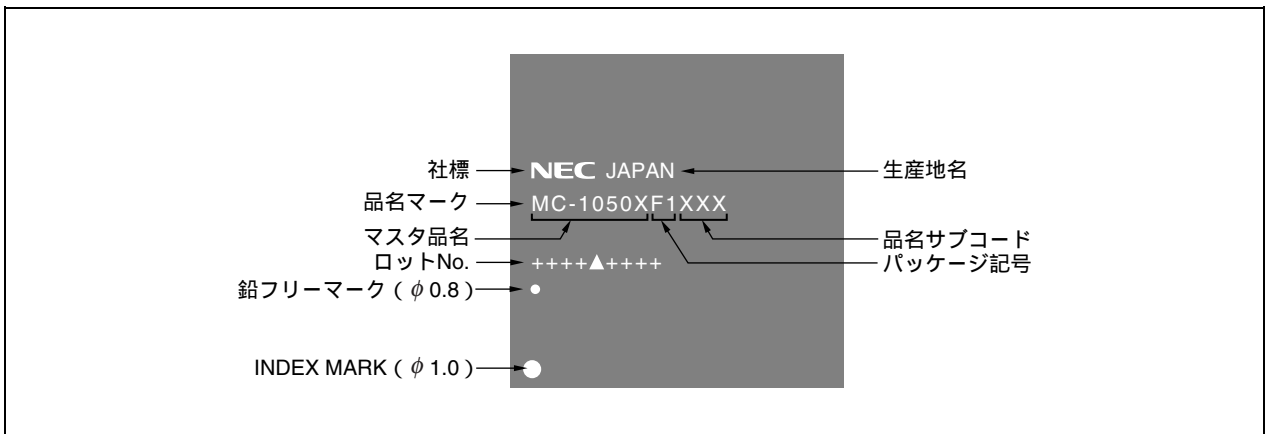 社標 NEC JAPAN 生産地名
品名マーク MC-1050XF1XXX
マスタ品名 品名サブコード
ロットNo. ++++▲++++ パッケージ記号
鉛フリーマーク ( φ 0.8 )
INDEX MARK ( φ 1.0 )